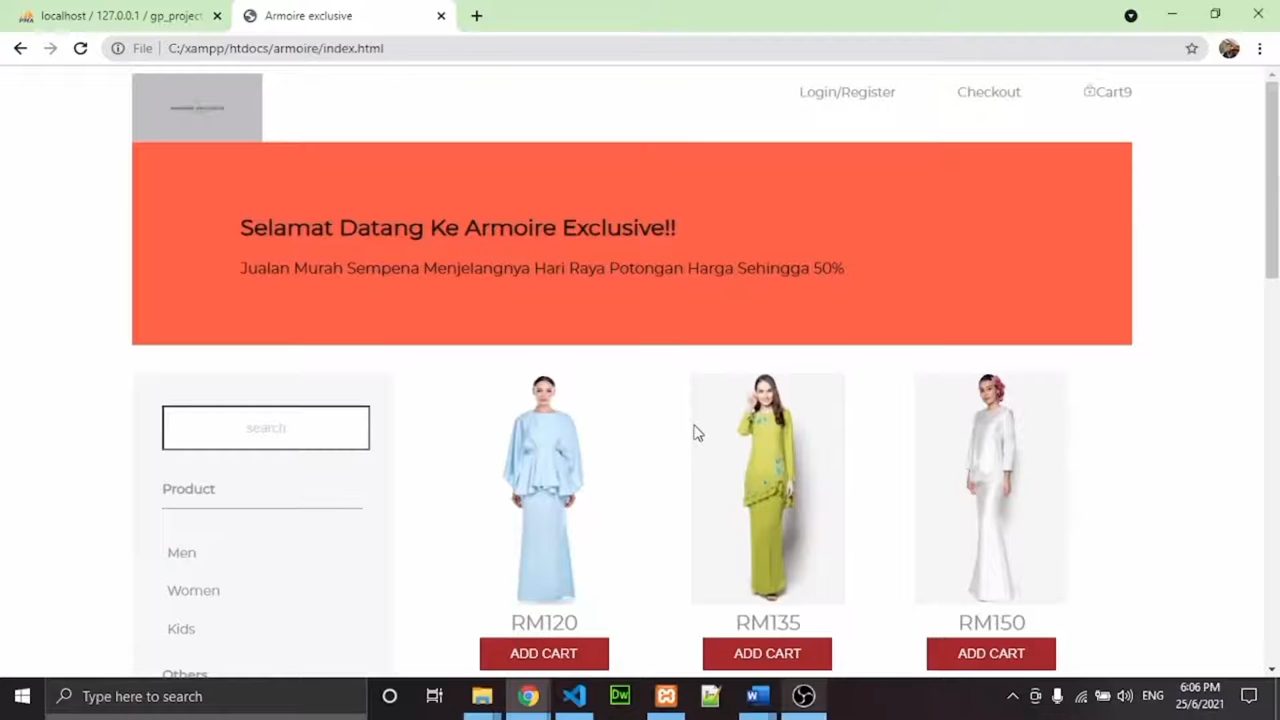 localhost / 127.0.0.1 / gp_project
Armoire exclusive
File
C:/xampp/htdocs/armoire/index.html
Login/Register
Checkout
Cart9
Selamat Datang Ke Armoire Exclusive!!
Jualan Murah Sempena Menjelangnya Hari Raya Potongan Harga Sehingga 50%
search
Product
Men
Women
Kids
Others
RM120
RM135
RM150
ADD CART
ADD CART
ADD CART
Type here to search
Dw
ENG
6:06 PM
25/6/2021